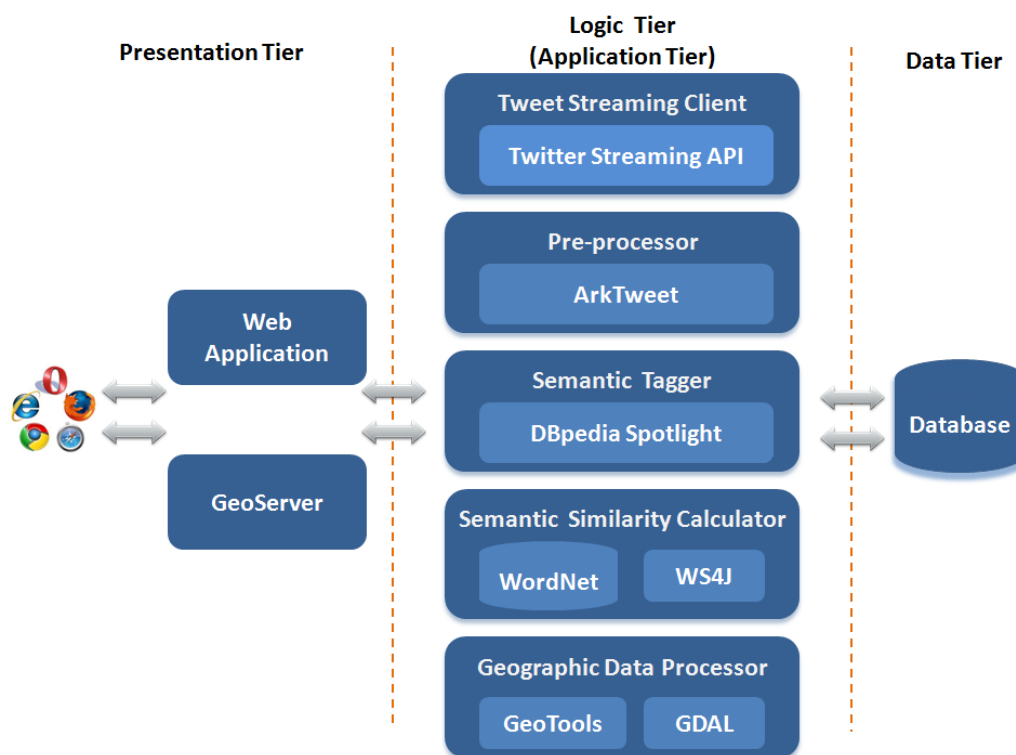 Presentation Tier
Logic Tier
(Application Tier)
Data Tier
Tweet Streaming Client
Twitter Streaming API
Pre-processor
ArkTweet
Web
Application
Semantic Tagger
DBpedia Spotlight
Database
GeoServer
Semantic Similarity Calculator
WordNet
WS4J
Geographic Data Processor
GeoTools
GDAL